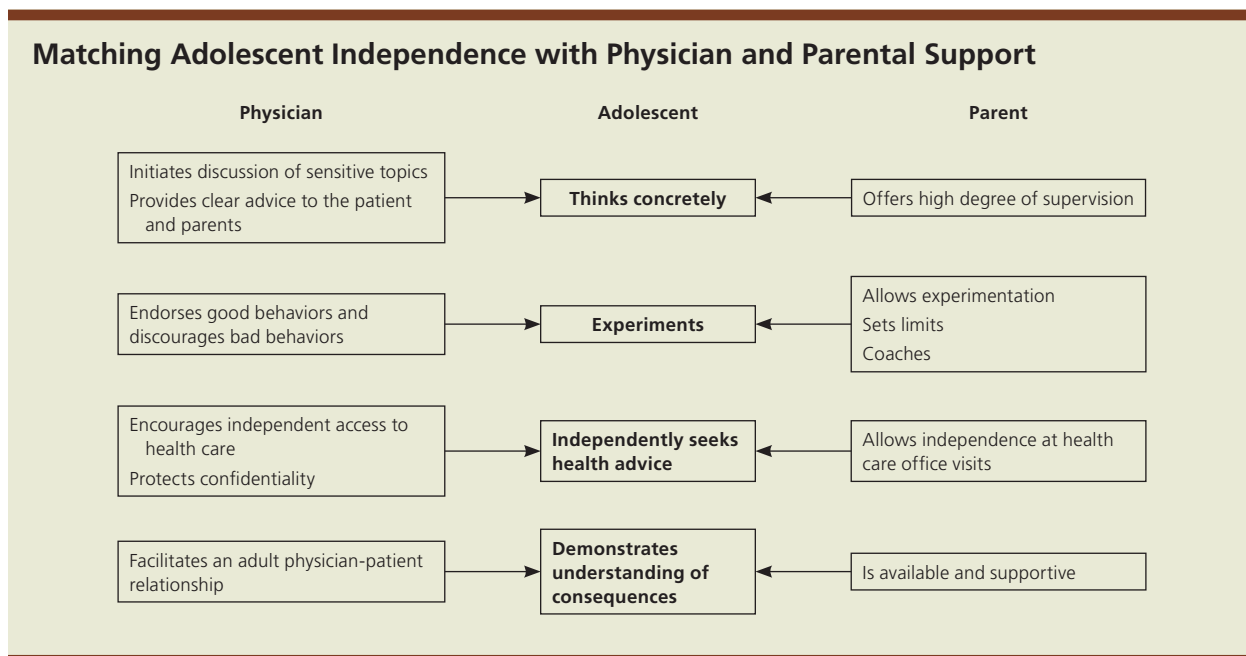 Matching Adolescent Independence with Physician and Parental Support
Physician
Adolescent
Parent
Initiates discussion of sensitive topics
Provides clear advice to the patient
and parents
Thinks concretely
Offers high degree of supervision
Endorses good behaviors and
discourages bad behaviors
Experiments
Allows experimentation
Sets limits
Coaches
Encourages independent access to
health care
Protects confidentiality
Independently seeks
health advice
Allows independence at health
care office visits
Facilitates an adult physician-patient
relationship
Demonstrates
understanding of
consequences
Is available and supportive